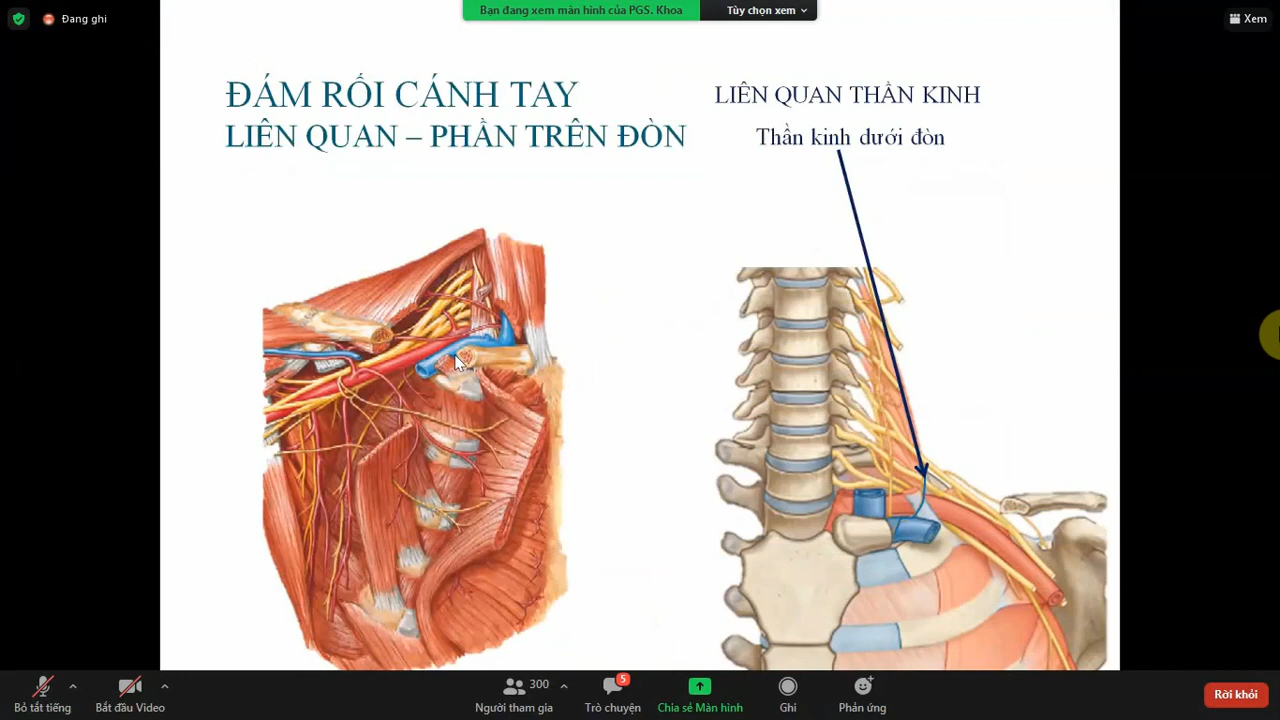 Đang ghi
Bạn đang xem màn hình của PGS. Khoa
Tùy chọn xem
Xem
ĐÁM RỐI CÁNH TAY
LIÊN QUAN – PHẦN TRÊN ĐÒN
LIÊN QUAN THẦN KINH
Thần kinh dưới đòn
Bỏ tắt tiếng
Bắt đầu Video
300
Người tham gia
5
Trò chuyện
Chia sẻ Màn hình
Ghi
Phản ứng
Rời khỏi